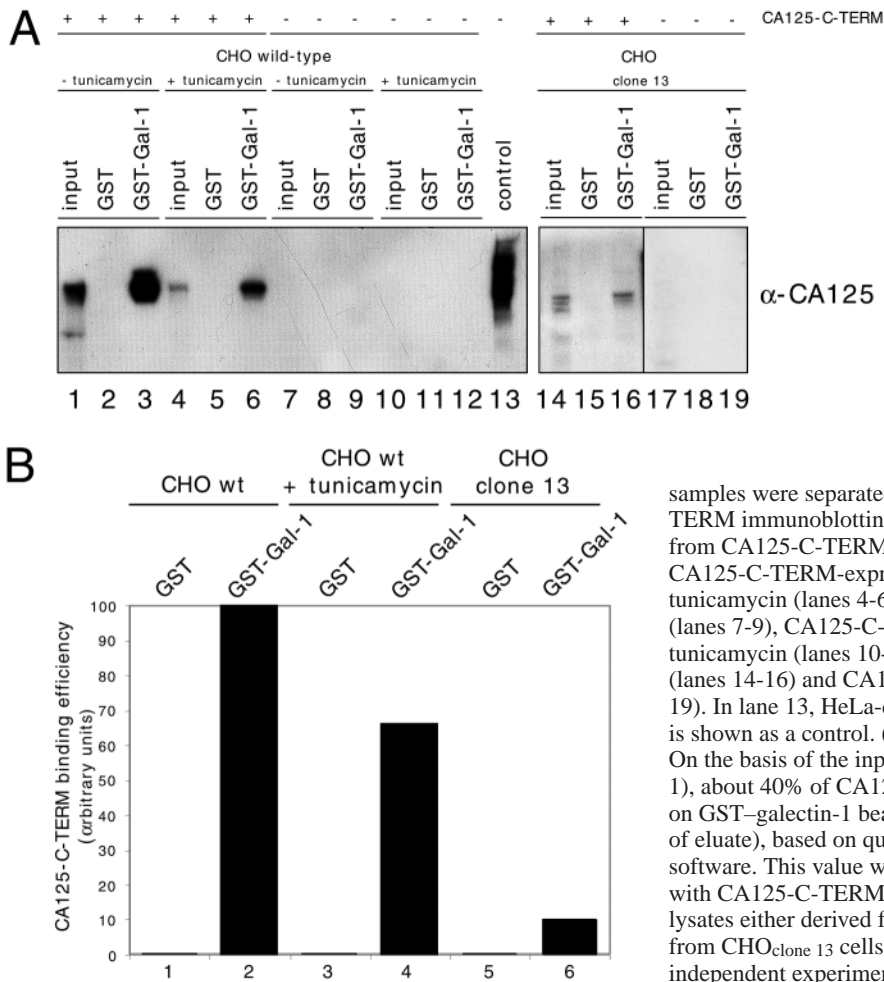 A
+ + + + + + - - - - - - - + + + - - - CA125-C-TERM
CHO wild-type
CHO
- tunicamycin + tunicamycin - tunicamycin + tunicamycin
clone 13
input GST GST-Gal-1 input GST GST-Gal-1 input GST GST-Gal-1 input GST GST-Gal-1 control input GST GST-Gal-1 input GST GST-Gal-1
α-CA125
1 2 3 4 5 6 7 8 9 10 11 12 13 14 15 16 17 18 19
B
CHO wt
CHO wt
+ tunicamycin
CHO
clone 13
GST GST-Gal-1 GST GST-Gal-1 GST GST-Gal-1
CA125-C-TERM binding efficiency
(αrbitrary units)
100
90
80
70
60
50
40
30
20
10
0
1 2 3 4 5 6
samples were separated
TERM immunoblottin
from CA125-C-TERM
CA125-C-TERM-expr
tunicamycin (lanes 4-6
(lanes 7-9), CA125-C-
tunicamycin (lanes 10-
(lanes 14-16) and CA1
19). In lane 13, HeLa-
is shown as a control. (
On the basis of the inp
1), about 40% of CA12
on GST–galectin-1 bea
of eluate), based on qu
software. This value w
with CA125-C-TERM
lysates either derived f
from CHOclone 13 cells
independent experimen